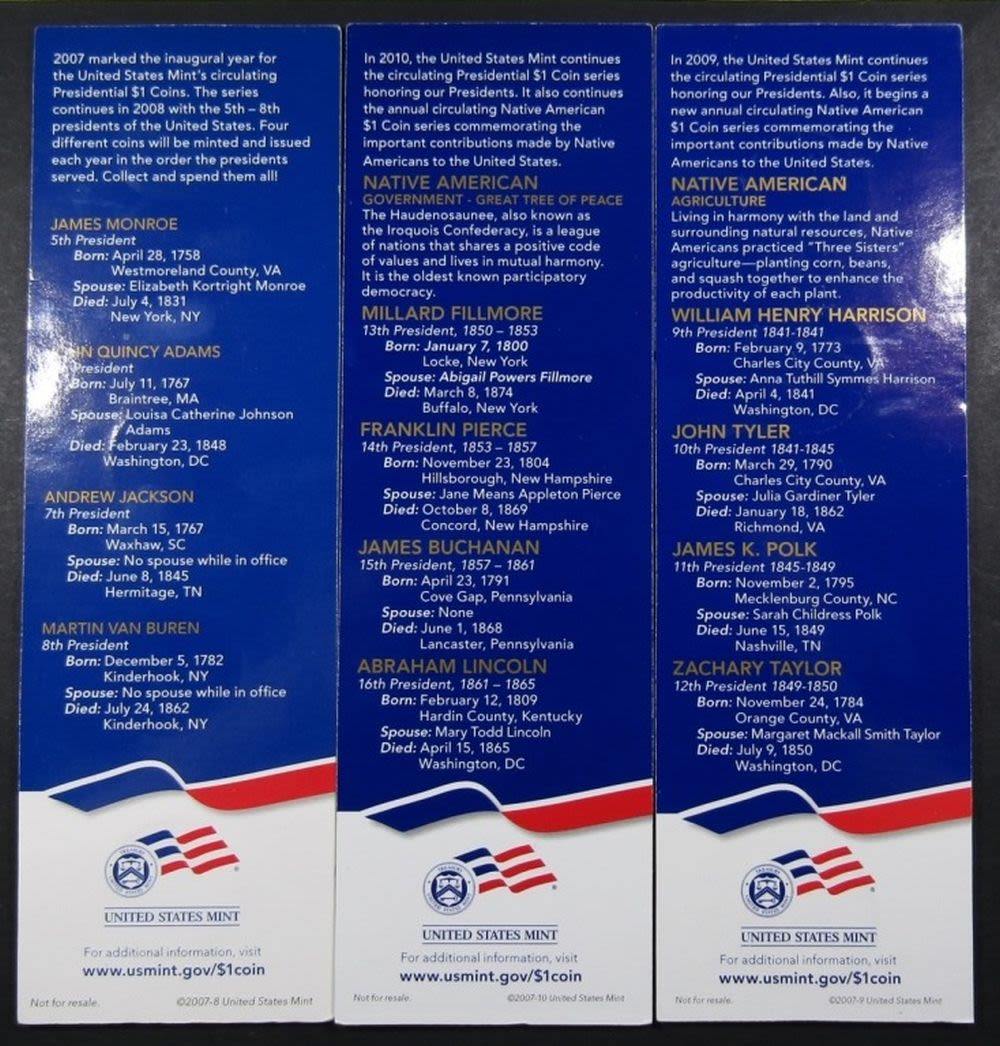 2007 marked the inaugural year for
the United States Mint's circulating
Presidential $1 Coins. The series
continues in 2008 with the 5th – 8th
presidents of the United States. Four
different coins will be minted and issued
each year in the order the presidents
served. Collect and spend them all!
JAMES MONROE
5th President
Born: April 28, 1758
Westmoreland County, VA
Spouse: Elizabeth Kortright Monroe
Died: July 4, 1831
New York, NY
QUINCY ADAMS
President
Born: July 11, 1767
Braintree, MA
Spouse: Louisa Catherine Johnson
Adams
Died: February 23, 1848
Washington, DC
ANDREW JACKSON
7th President
Born: March 15, 1767
Waxhaw, SC
Spouse: No spouse while in office
Died: June 8, 1845
Hermitage, TN
MARTIN VAN BUREN
8th President
Born: December 5, 1782
Kinderhook, NY
Spouse: No spouse while in office
Died: July 24, 1862
Kinderhook, NY
UNITED STATES MINT
For additional information, visit
www.usmint.gov/$1coin
Not for resale. ©2007-8 United States Mint
In 2010, the United States Mint continues
the circulating Presidential $1 Coin series
honoring our Presidents. It also continues
the annual circulating Native American
$1 Coin series commemorating the
important contributions made by Native
Americans to the United States.
NATIVE AMERICAN
GOVERNMENT - GREAT TREE OF PEACE
The Haudenosaunee, also known as
the Iroquois Confederacy, is a league
of nations that shares a positive code
of values and lives in mutual harmony.
It is the oldest known participatory
democracy.
MILLARD FILLMORE
13th President, 1850 – 1853
Born: January 7, 1800
Locke, New York
Spouse: Abigail Powers Fillmore
Died: March 8, 1874
Buffalo, New York
FRANKLIN PIERCE
14th President, 1853 – 1857
Born: November 23, 1804
Hillsborough, New Hampshire
Spouse: Jane Means Appleton Pierce
Died: October 8, 1869
Concord, New Hampshire
JAMES BUCHANAN
15th President, 1857 – 1861
Born: April 23, 1791
Cove Gap, Pennsylvania
Spouse: None
Died: June 1, 1868
Lancaster, Pennsylvania
ABRAHAM LINCOLN
16th President, 1861 – 1865
Born: February 12, 1809
Hardin County, Kentucky
Spouse: Mary Todd Lincoln
Died: April 15, 1865
Washington, DC
UNITED STATES MINT
For additional information, visit
www.usmint.gov/$1coin
Not for resale. ©2007-10 United States Mint
In 2009, the United States Mint continues
the circulating Presidential $1 Coin series
honoring our Presidents. Also, it begins a
new annual circulating Native American
$1 Coin series commemorating the
important contributions made by Native
Americans to the United States.
NATIVE AMERICAN
AGRICULTURE
Living in harmony with the land and
surrounding natural resources, Native
Americans practiced "Three Sisters"
agriculture—planting corn, beans,
and squash together to enhance the
productivity of each plant.
WILLIAM HENRY HARRISON
9th President 1841-1841
Born: February 9, 1773
Charles City County, VA
Spouse: Anna Tuthill Symmes Harrison
Died: April 4, 1841
Washington, DC
JOHN TYLER
10th President 1841-1845
Born: March 29, 1790
Charles City County, VA
Spouse: Julia Gardiner Tyler
Died: January 18, 1862
Richmond, VA
JAMES K. POLK
11th President 1845-1849
Born: November 2, 1795
Mecklenburg County, NC
Spouse: Sarah Childress Polk
Died: June 15, 1849
Nashville, TN
ZACHARY TAYLOR
12th President 1849-1850
Born: November 24, 1784
Orange County, VA
Spouse: Margaret Mackall Smith Taylor
Died: July 9, 1850
Washington, DC
UNITED STATES MINT
For additional information, visit
www.usmint.gov/$1coin
Not for resale. ©2007-9 United States Mint